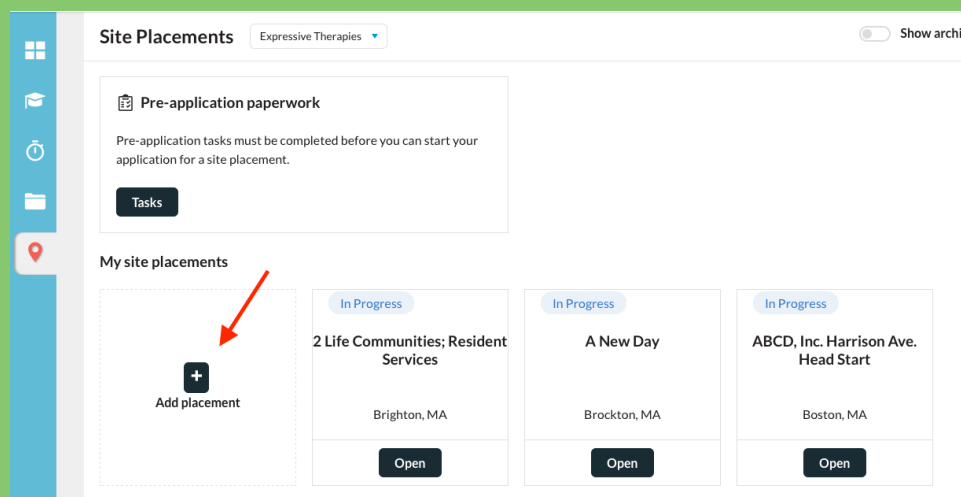 Site Placements
Expressive Therapies
Show archi
Pre-application paperwork
Pre-application tasks must be completed before you can start your
application for a site placement.
Tasks
My site placements
+
Add placement
In Progress
2 Life Communities; Resident
Services
Brighton, MA
Open
In Progress
A New Day
Brockton, MA
Open
In Progress
ABCD, Inc. Harrison Ave.
Head Start
Boston, MA
Open